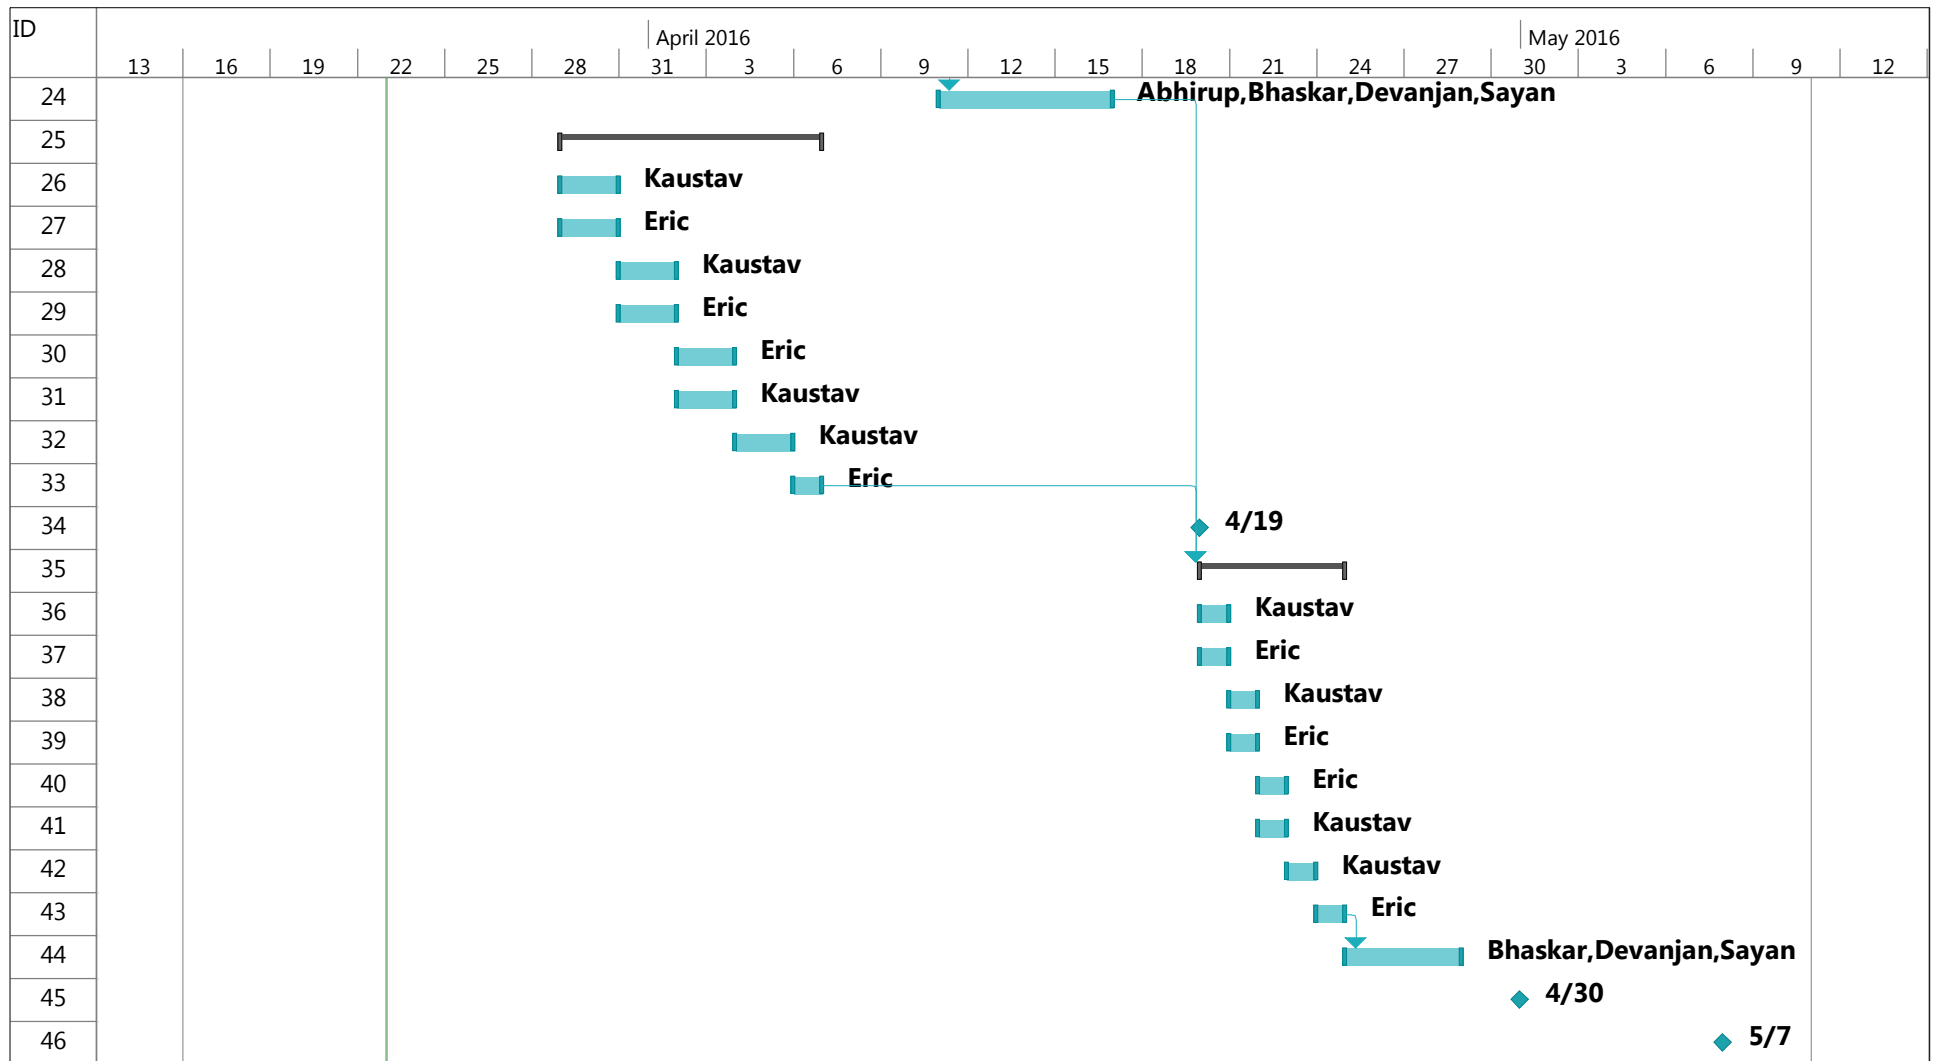 ID
April 2016
May 2016
13 16 19 22 25 28 31 3 6 9 12 15 18 21 24 27 30 3 6 9 12
24 Abhirup,Bhaskar,Devanjan,Sayan
25
26 Kaustav
27 Eric
28 Kaustav
29 Eric
30 Eric
31 Kaustav
32 Kaustav
33 Eric
34 4/19
35
36 Kaustav
37 Eric
38 Kaustav
39 Eric
40 Eric
41 Kaustav
42 Kaustav
43 Eric
44 Bhaskar,Devanjan,Sayan
45 4/30
46 5/7